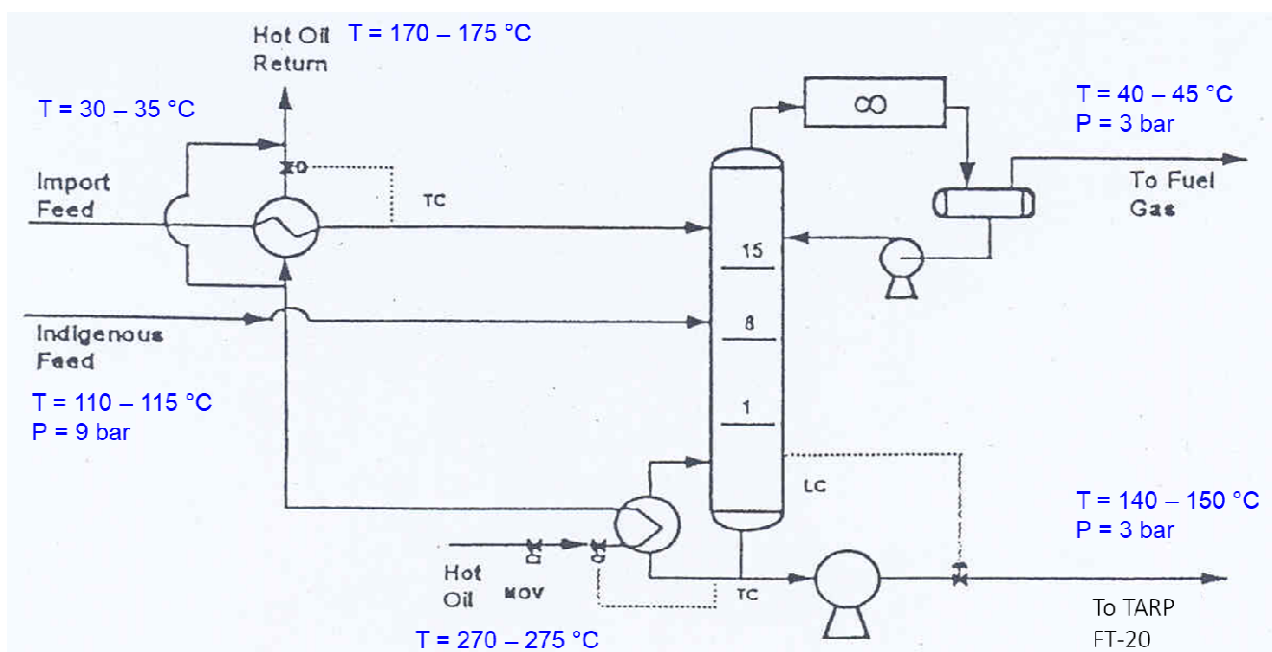 Hot Oil
Return
T = 170 – 175 °C
T = 30 – 35 °C
T = 40 – 45 °C
P = 3 bar
∞
Import
Feed
TC
To Fuel
Gas
15
Indigenous
Feed
8
T = 110 – 115 °C
P = 9 bar
1
LC
T = 140 – 150 °C
P = 3 bar
Hot
Oil
MOV
TC
To TARP
FT-20
T = 270 – 275 °C